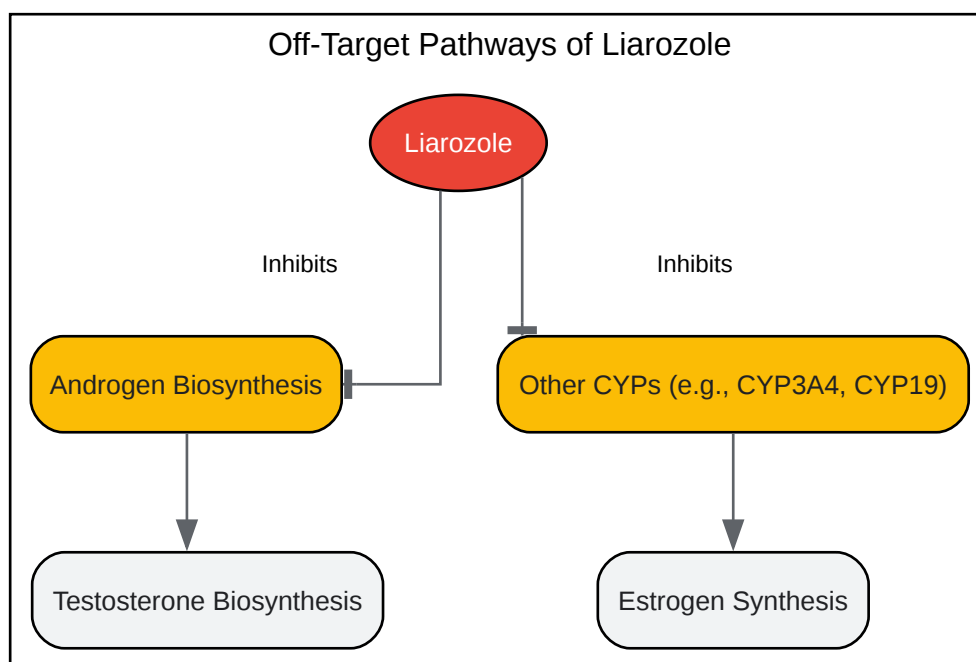 Off-Target Pathways of Liarozole
Liarozole
Inhibits
Inhibits
Androgen Biosynthesis
Other CYPs (e.g., CYP3A4, CYP19)
Testosterone Biosynthesis
Estrogen Synthesis